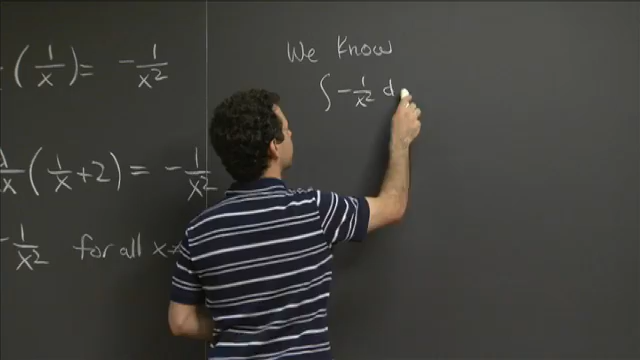 (1/x) = -1/x²
/x (1/x + 2) = -1/x²
-1/x² for all x
We Know
∫ -1/x² d